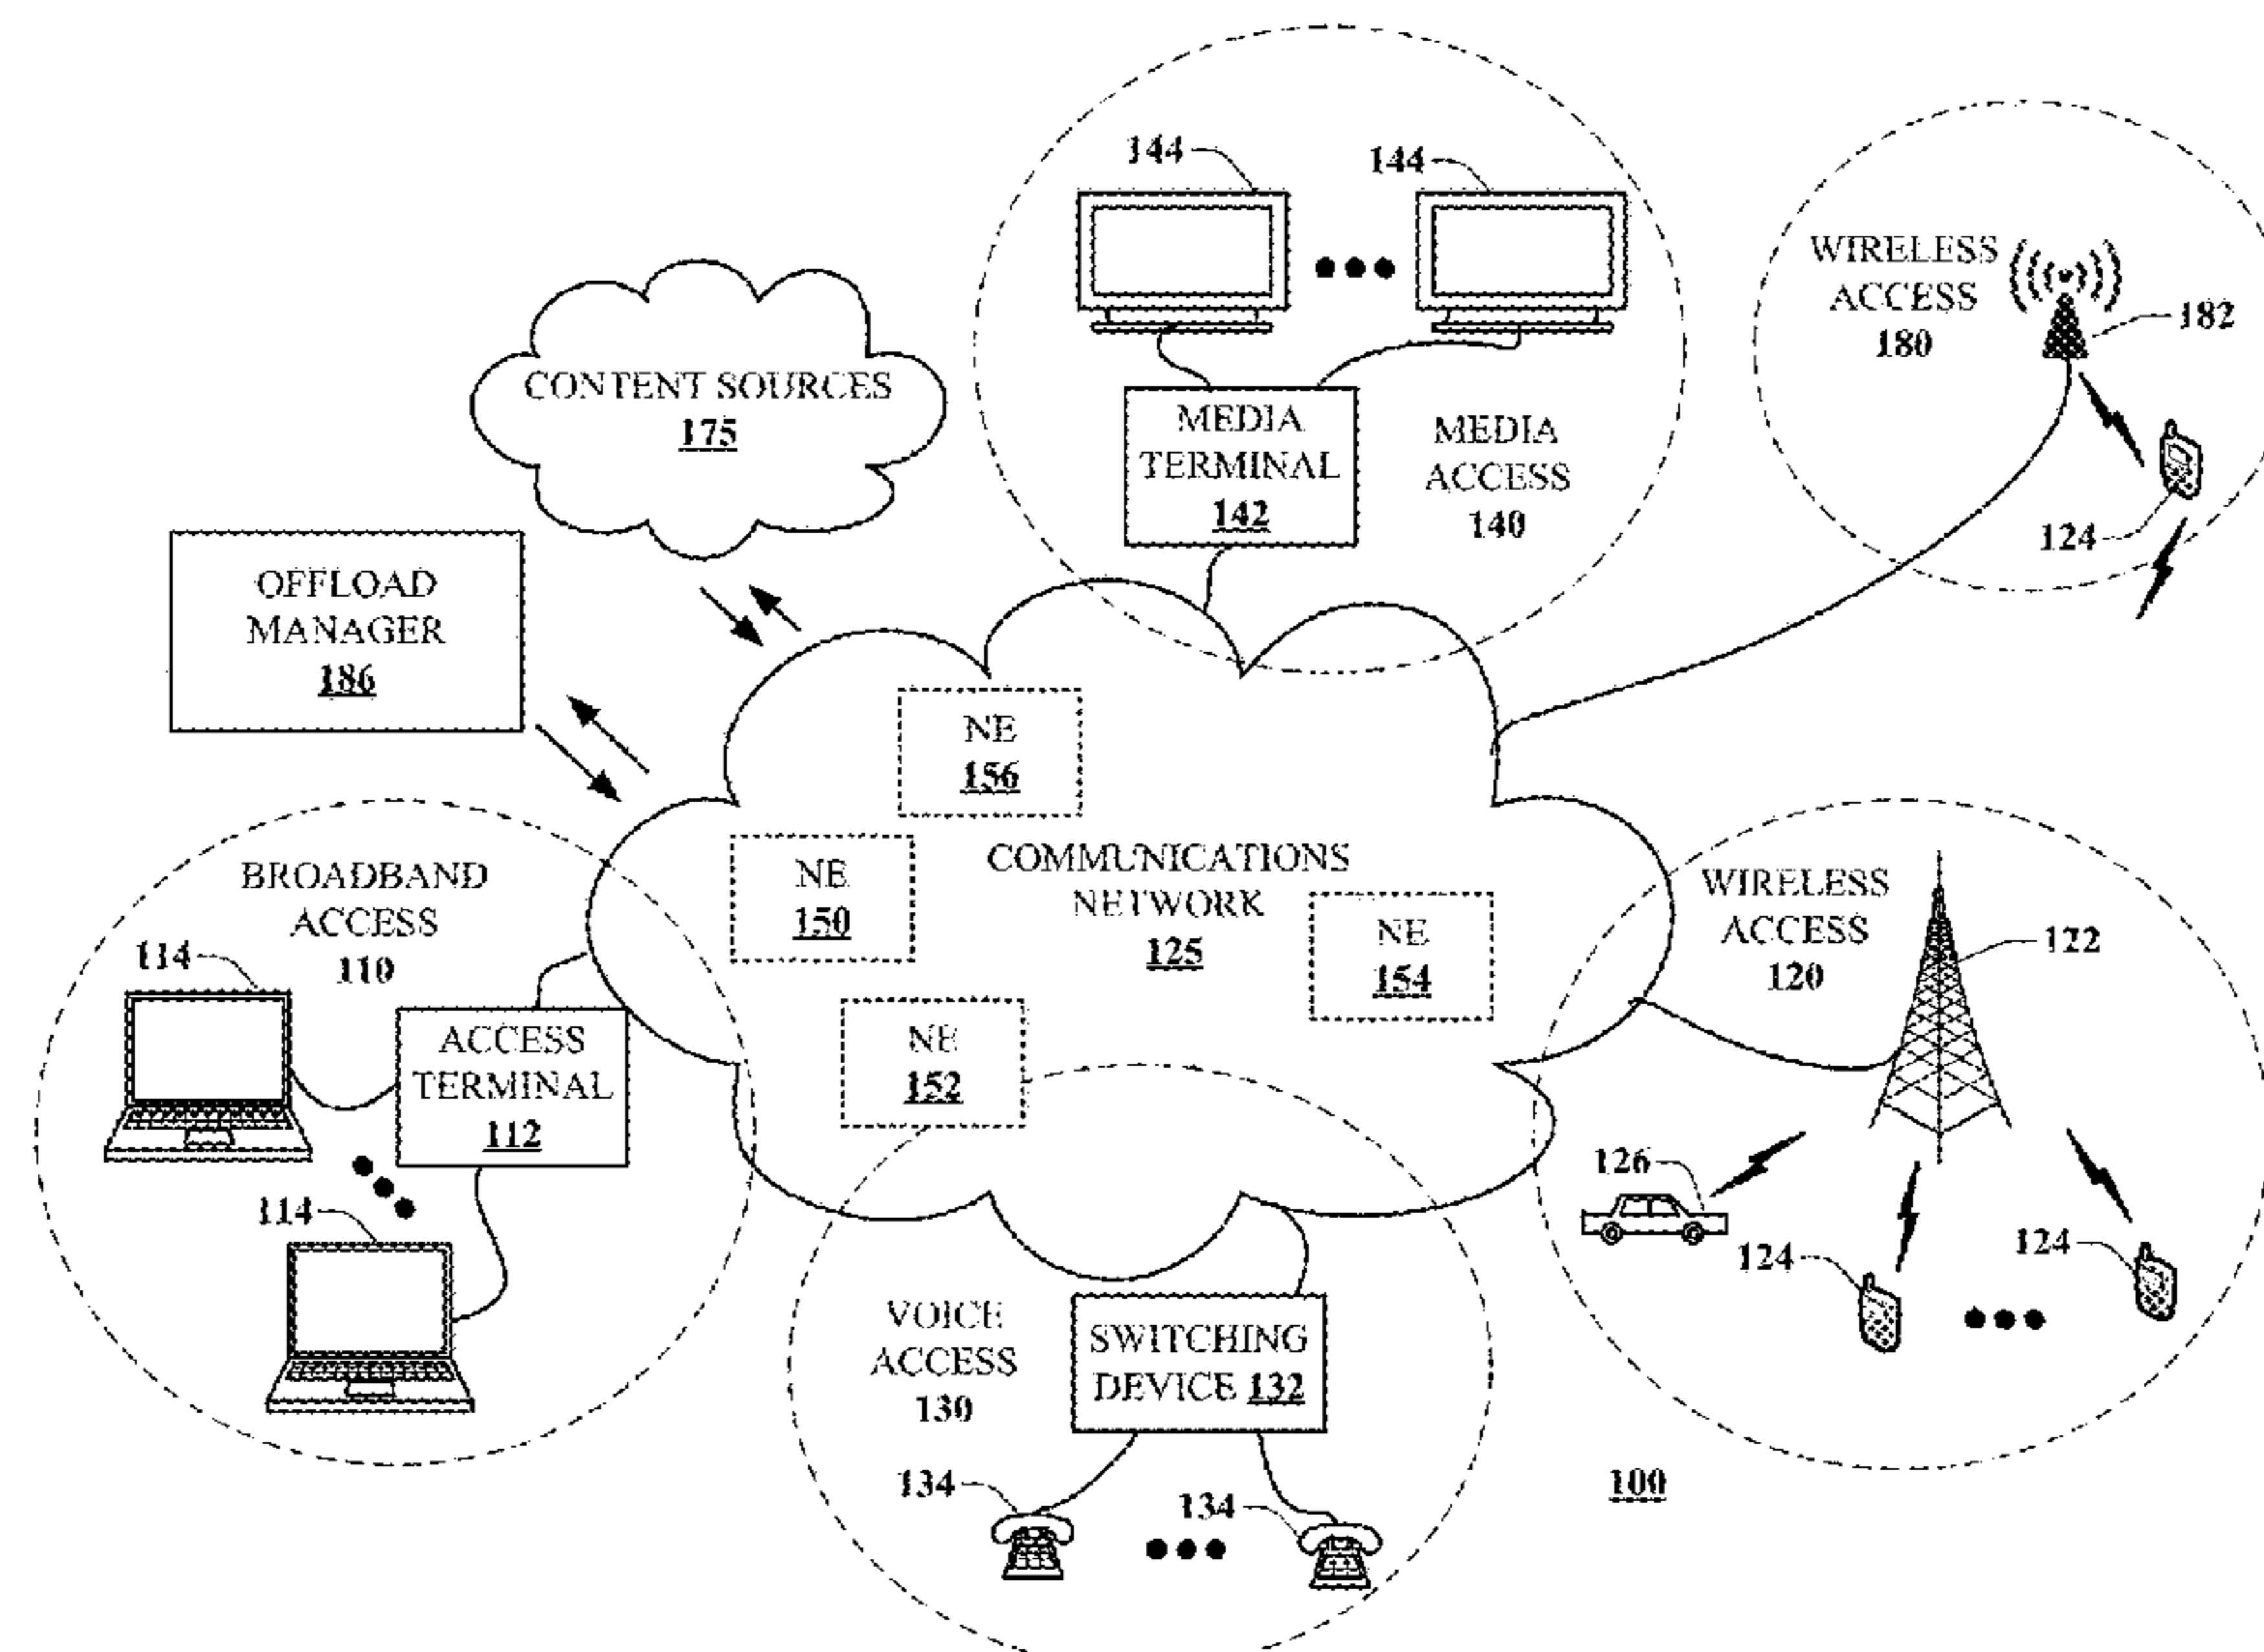 144
144
WIRELESS
ACCESS
180
182
124
CONTENT SOURCES
175
MEDIA
TERMINAL
142
MEDIA
ACCESS
140
OFFLOAD
MANAGER
186
NE
156
NE
150
COMMUNICATIONS
NETWORK
125
NE
154
NE
152
BROADBAND
ACCESS
110
114
ACCESS
TERMINAL
112
114
WIRELESS
ACCESS
120
122
126
124
124
VOICE
ACCESS
130
SWITCHING
DEVICE 132
134
134
100